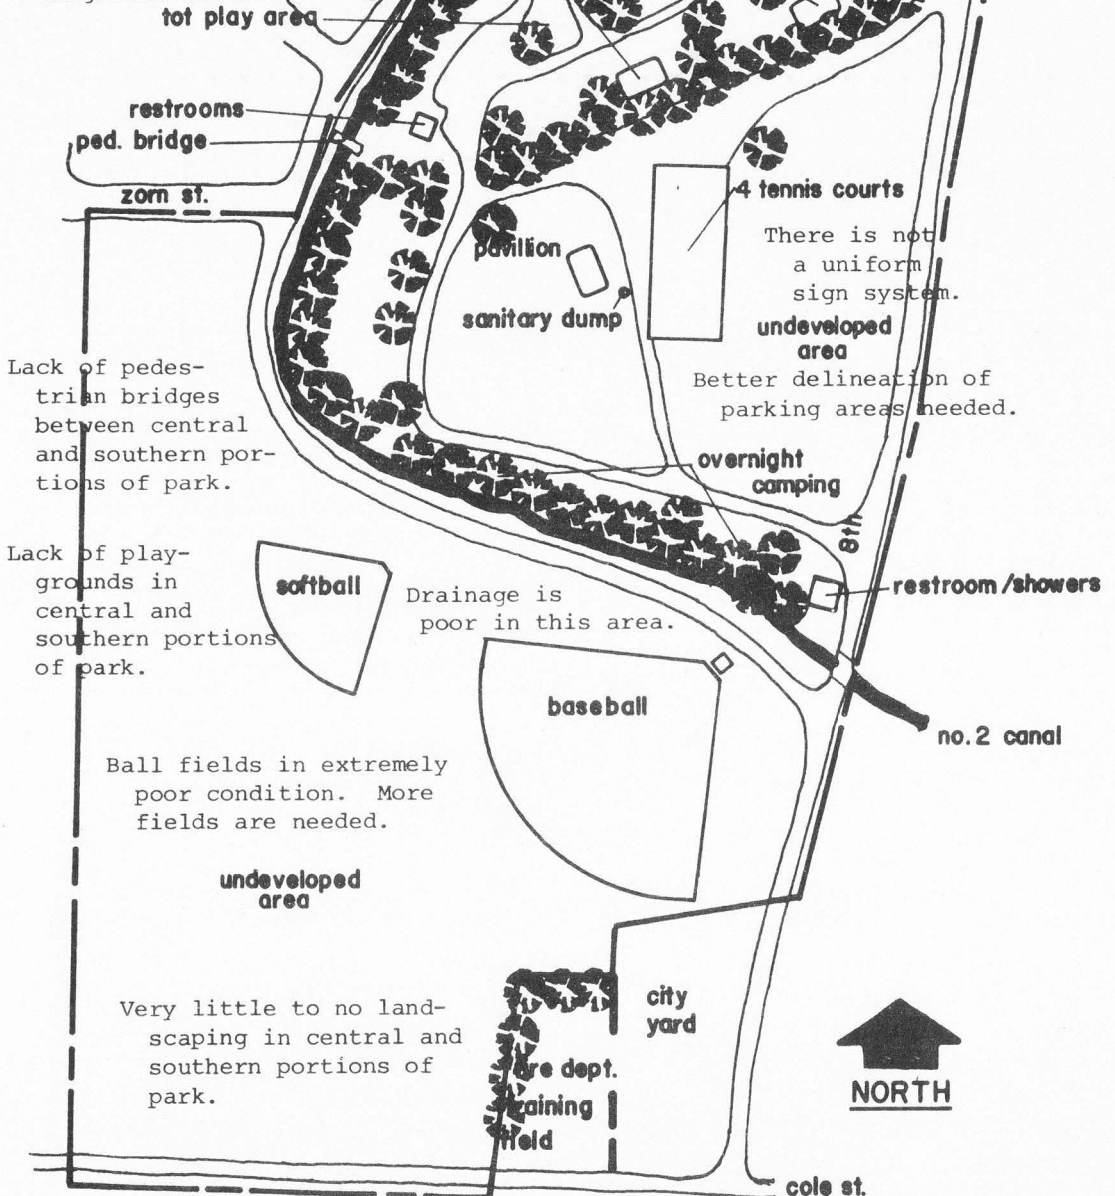 tot play area
restrooms
ped. bridge
zorn st.
4 tennis courts
There is not
a uniform
sign system.
pavillion
sanitary dump
undeveloped
area
Lack of pedes-
trian bridges
between central
and southern por-
tions of park.
Better delineation of
parking areas needed.
overnight
camping
8th
Lack of play-
grounds in
central and
southern portions
of park.
softball
Drainage is
poor in this area.
restroom/showers
baseball
no. 2 canal
Ball fields in extremely
poor condition. More
fields are needed.
undeveloped
area
Very little to no land-
scaping in central and
southern portions of
park.
city
yard
dept.
field
NORTH
cole st.